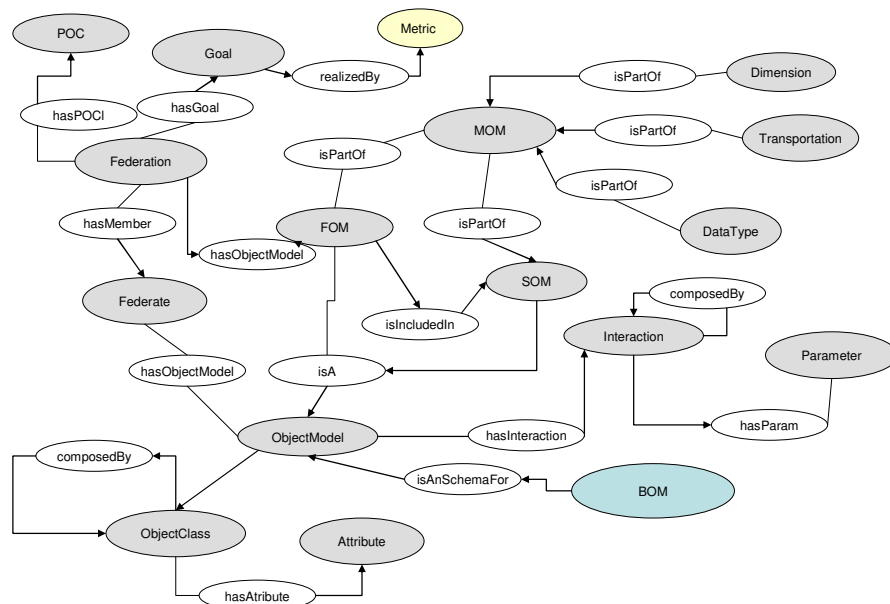 POC
Goal
Metric
realizedBy
isPartOf
Dimension
hasPOCI
hasGoal
MOM
isPartOf
Transportation
Federation
isPartOf
isPartOf
hasMember
FOM
isPartOf
DataType
hasObjectModel
SOM
Federate
composedBy
isIncludedIn
Interaction
Parameter
hasObjectModel
isA
ObjectModel
hasInteraction
hasParam
composedBy
isAnSchemaFor
BOM
ObjectClass
Attribute
hasAtribute